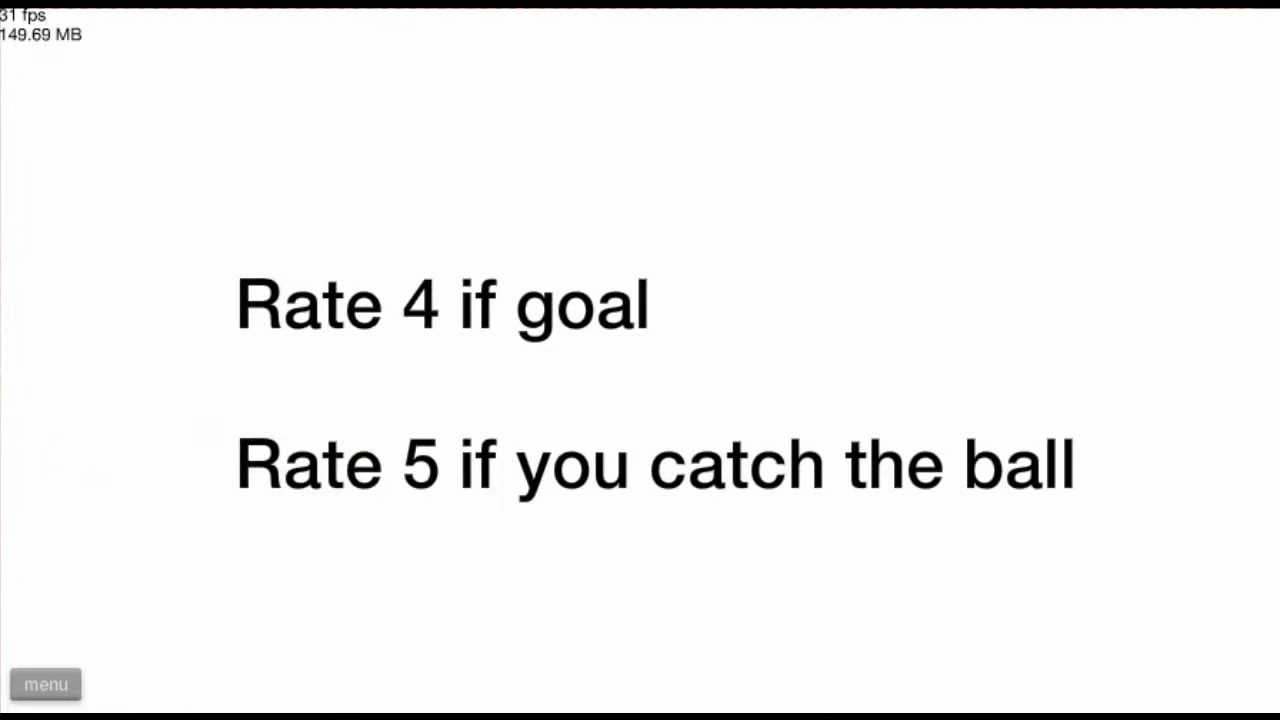 31 fps
149.69 MB
Rate 4 if goal
Rate 5 if you catch the ball
menu